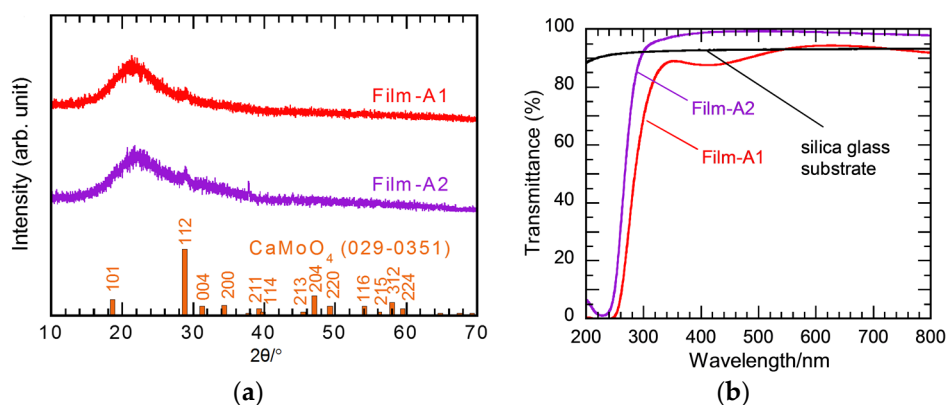 Intensity (arb. unit)
Film-A1
Film-A2
CaMoO4 (029-0351)
101
112
004
200
211
114
213
204
220
116
215
312
224
10 20 30 40 50 60 70
2θ/°
(a)
Transmittance (%)
100
80
60
40
20
0
Film-A2
Film-A1
silica glass
substrate
200 300 400 500 600 700 800
Wavelength/nm
(b)